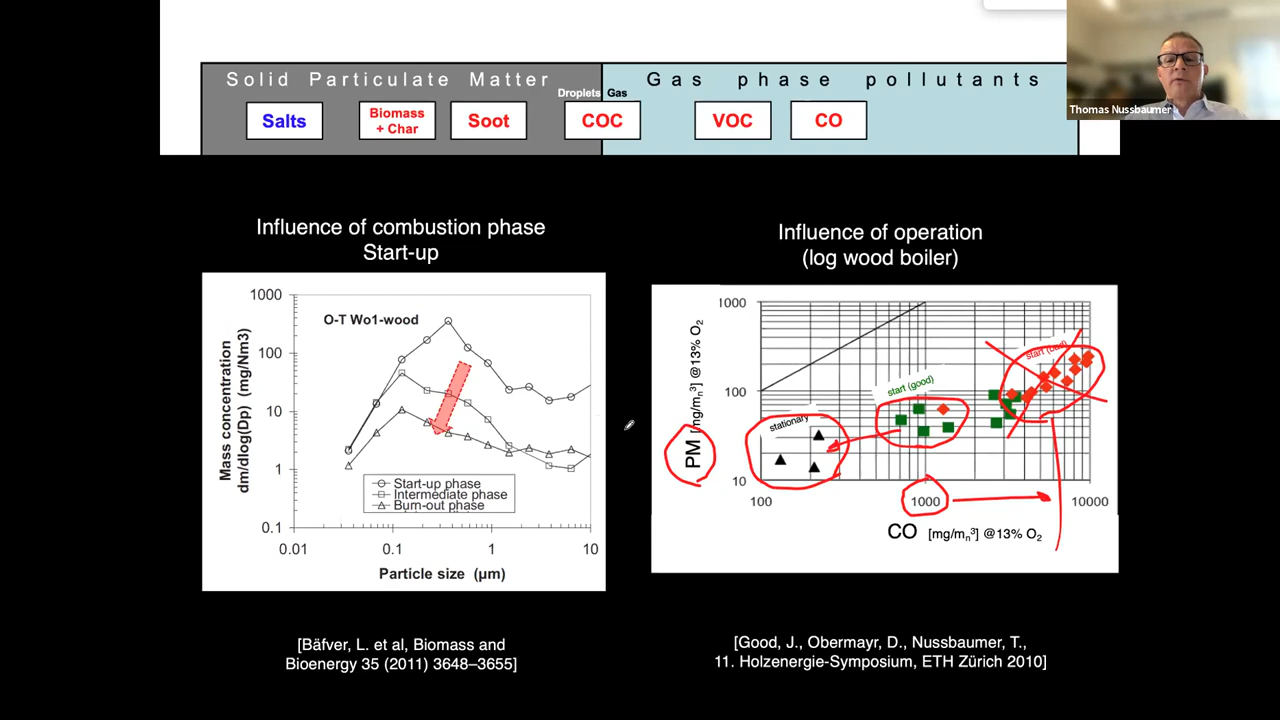 Solid Particulate Matter
Gas phase pollutants
Droplets
Gas
Salts
Biomass
+ Char
Soot
COC
VOC
CO
Thomas Nussbaumer
Influence of combustion phase
Start-up
Influence of operation
(log wood boiler)
O-T Wo1-wood
Mass concentration
dm/dlog(Dp) (mg/Nm3)
1000
100
10
1
0.1
Start-up phase
Intermediate phase
Burn-out phase
0.01
0.1
1
10
Particle size (µm)
PM [mg/mn³] @13% O2
1000
100
10
start (bad)
start (good)
stationary
100
1000
10000
CO [mg/mn³] @13% O2
[Bäfver, L. et al, Biomass and
Bioenergy 35 (2011) 3648–3655]
[Good, J., Obermayr, D., Nussbaumer, T.,
11. Holzenergie-Symposium, ETH Zürich 2010]